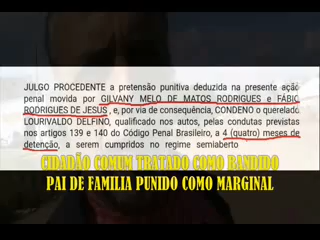 JULGO PROCEDENTE a pretensão punitiva deduzida na presente ação
penal movida por GILVANY MELO DE MATOS RODRIGUES e FÁBIO
RODRIGUES DE JESUS, e, por via de consequência, CONDENO o querelado
LOURIVALDO DELFINO, qualificado nos autos, pelas condutas previstas
nos artigos 139 e 140 do Código Penal Brasileiro, a 4 (quatro) meses de
detenção, a serem cumpridos no regime semiaberto
CIDADÃO COMUM TRATADO COMO BANDIDO
PAI DE FAMILIA PUNIDO COMO MARGINAL